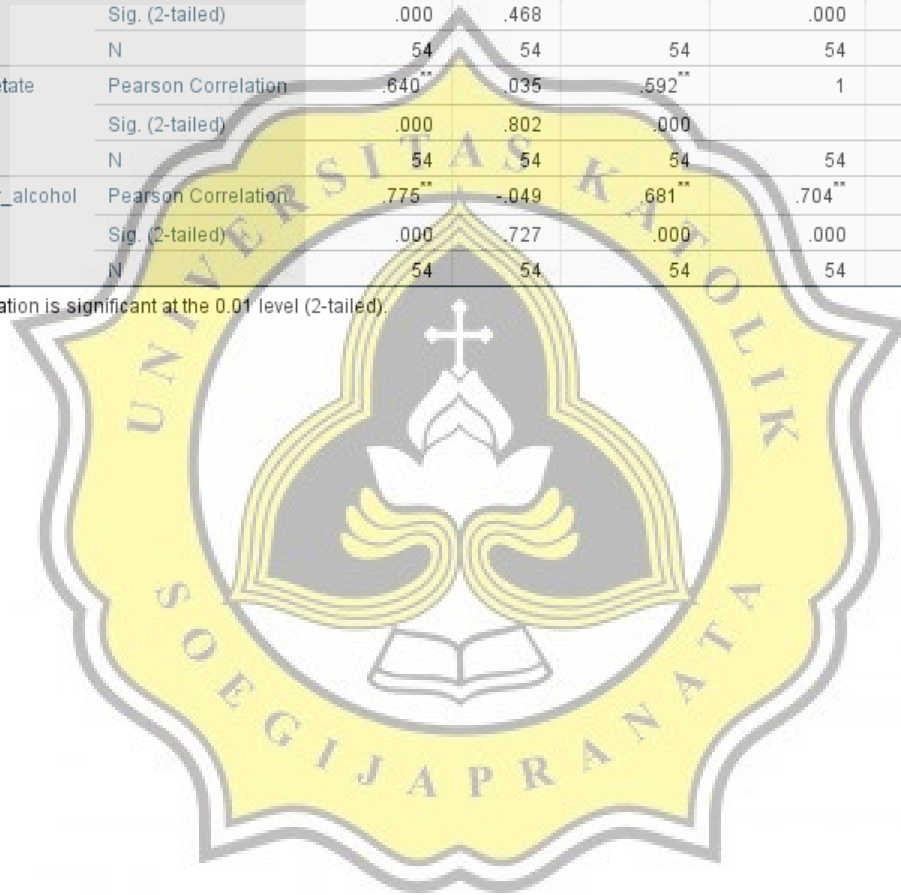 Sig. (2-tailed) .000 .468 .000
N 54 54 54 54
etate Pearson Correlation .640** .035 .592** 1
Sig. (2-tailed) .000 .802 .000
N 54 54 54 54
r_alcohol Pearson Correlation .775** -.049 .681** .704**
Sig. (2-tailed) .000 .727 .000 .000
N 54 54 54 54
ation is significant at the 0.01 level (2-tailed).
UNIVERSITAS KATOLIK
SOEGIJAPRANATA